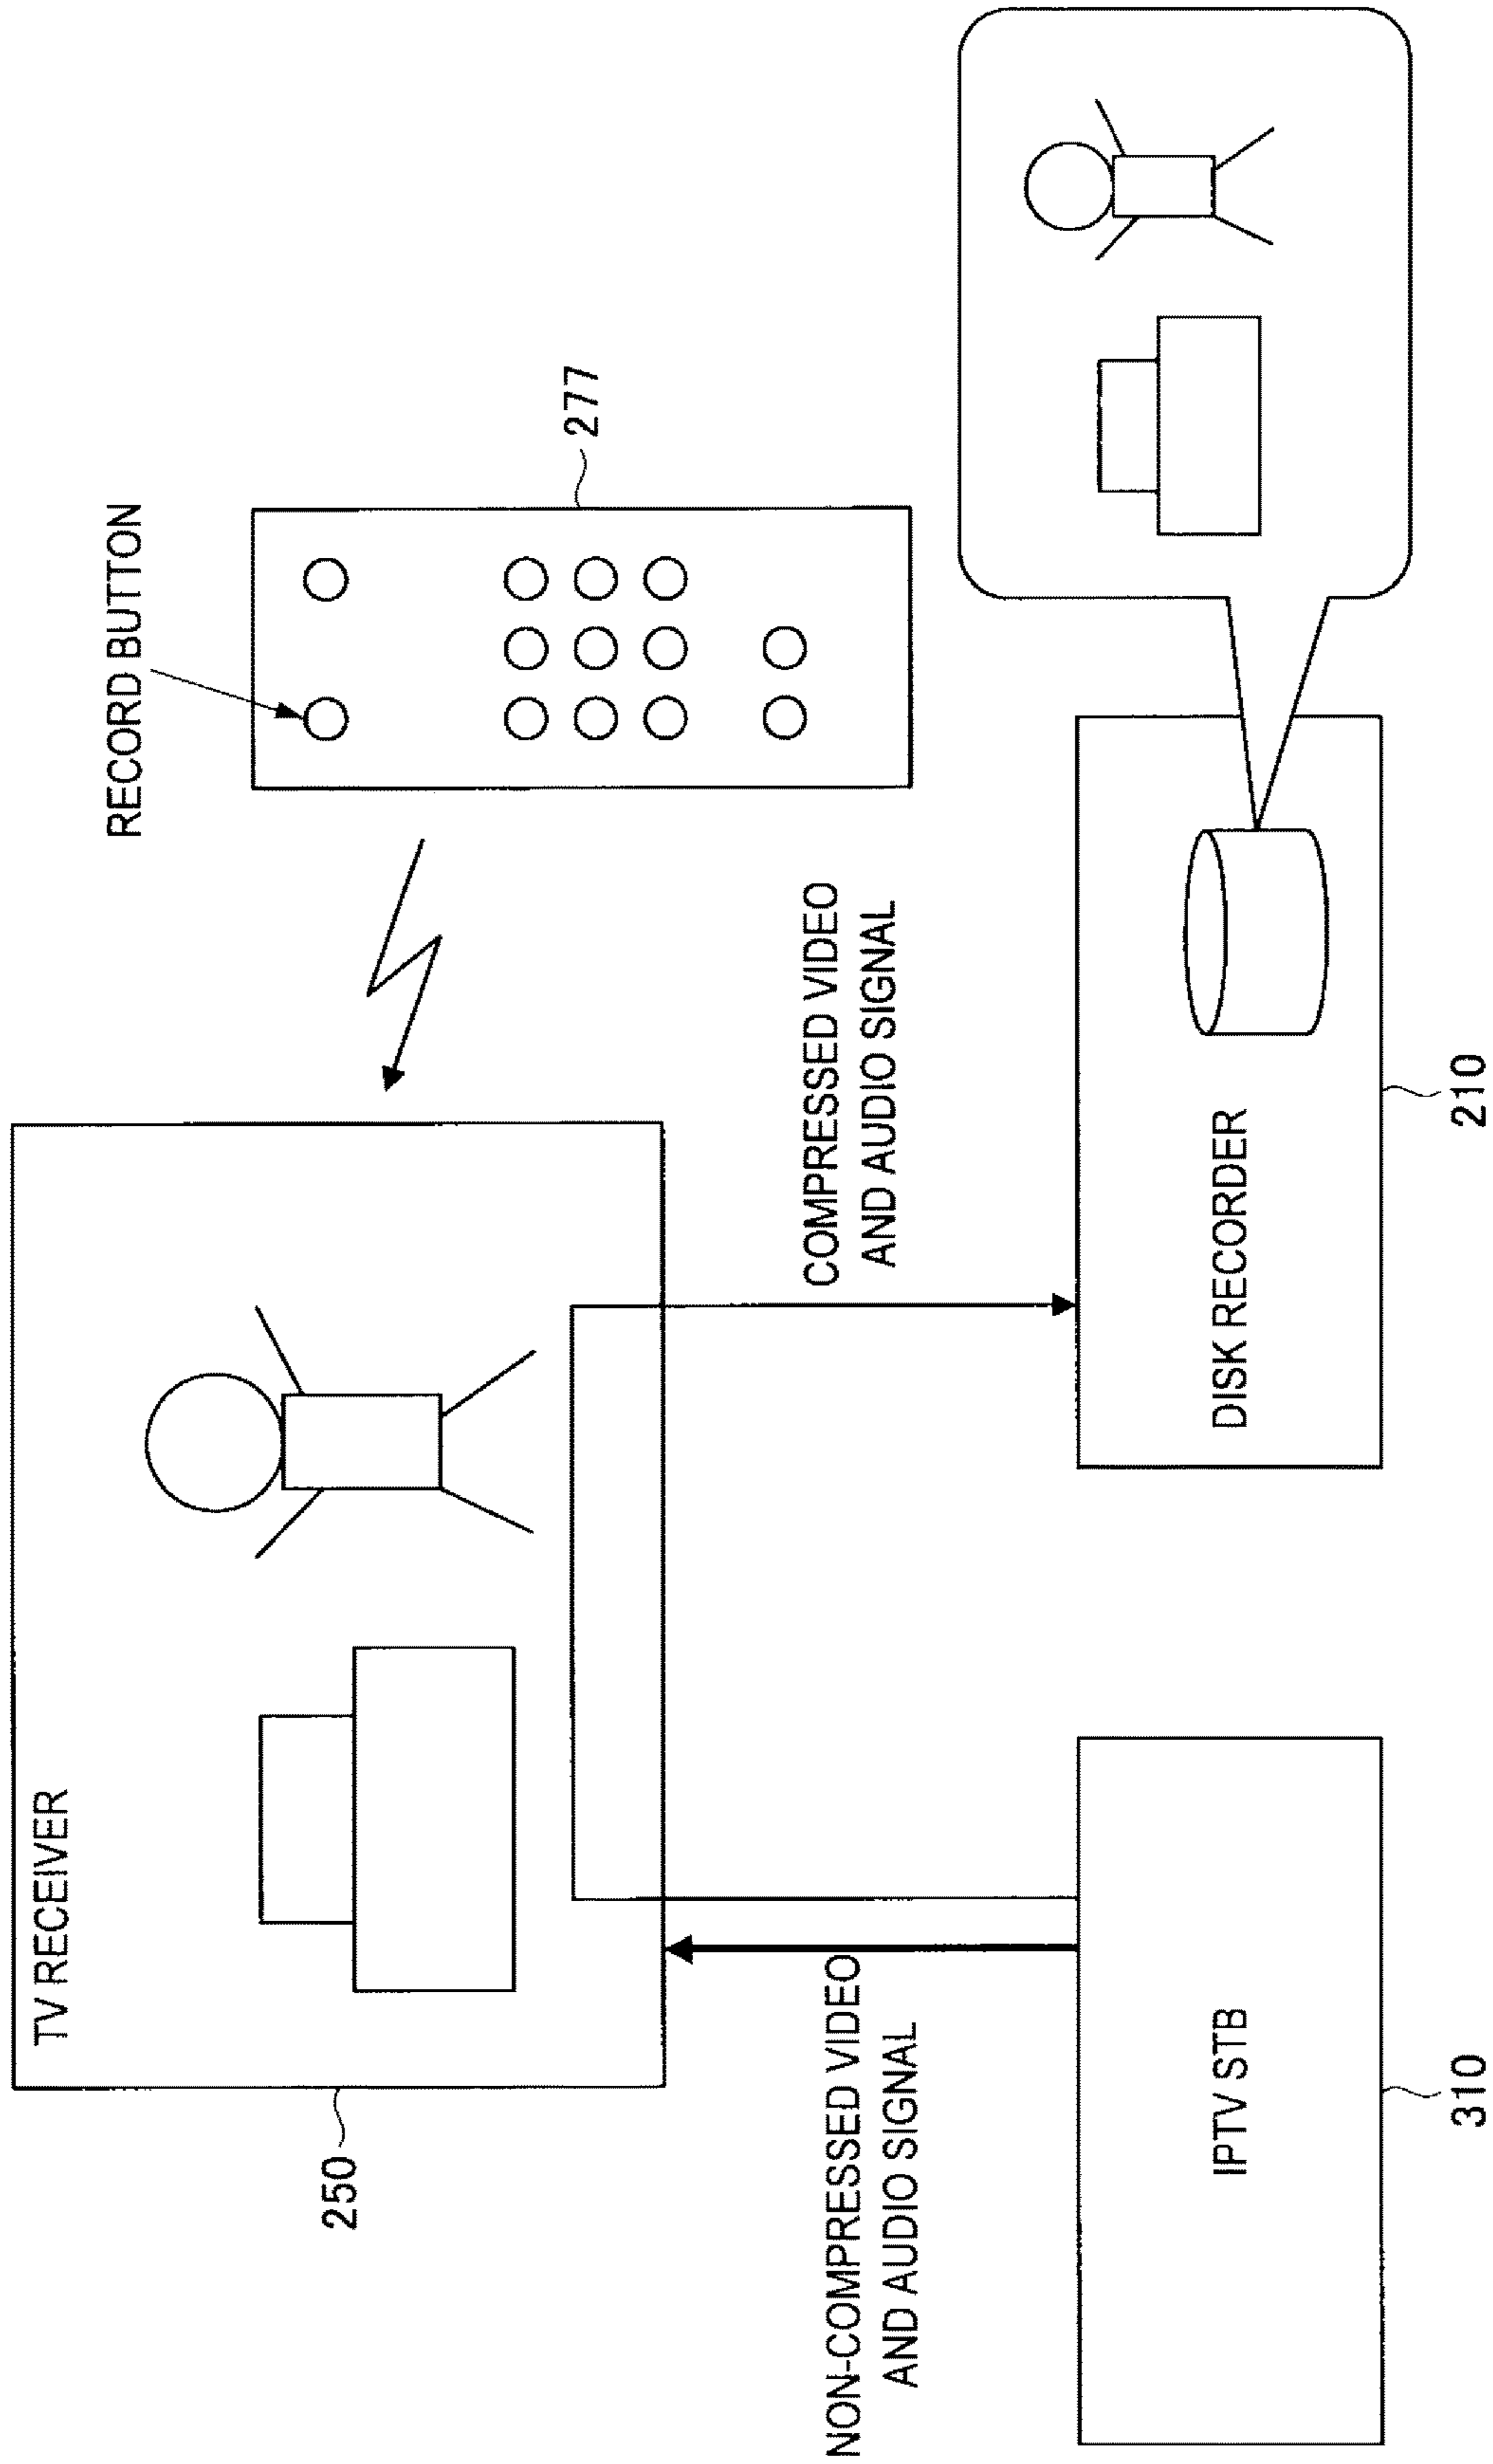 TV RECEIVER
250
RECORD BUTTON
277
NON-COMPRESSED VIDEO
AND AUDIO SIGNAL
COMPRESSED VIDEO
AND AUDIO SIGNAL
IPTV STB
310
DISK RECORDER
210